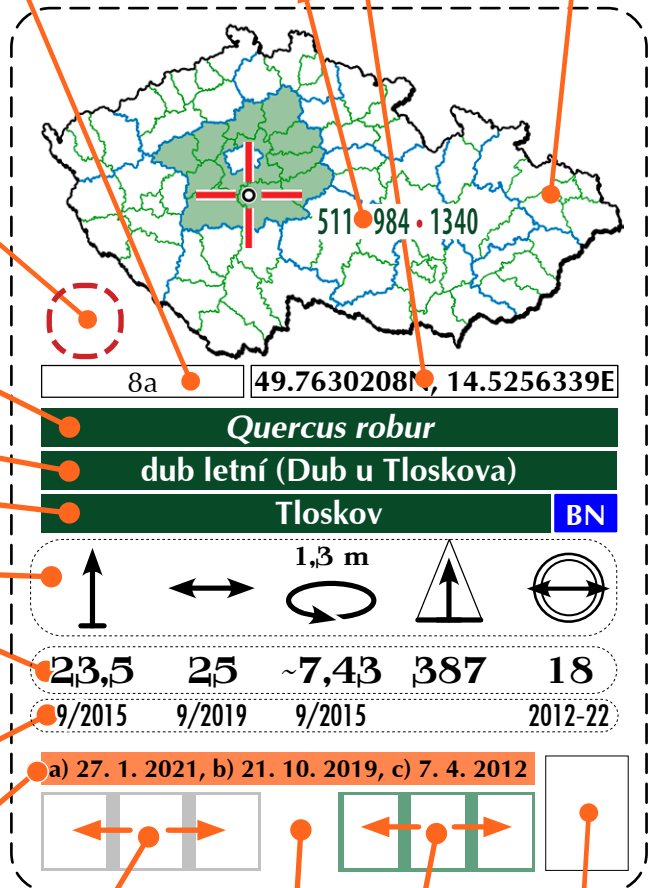 511 • 984 • 1340
8a
49.7630208N, 14.5256339E
Quercus robur
dub letní (Dub u Tloskova)
Tloskov
BN
1,3 m
23,5 25 ~7,43 387 18
9/2015 9/2019 9/2015 2012-22
a) 27. 1. 2021, b) 21. 10. 2019, c) 7. 4. 2012